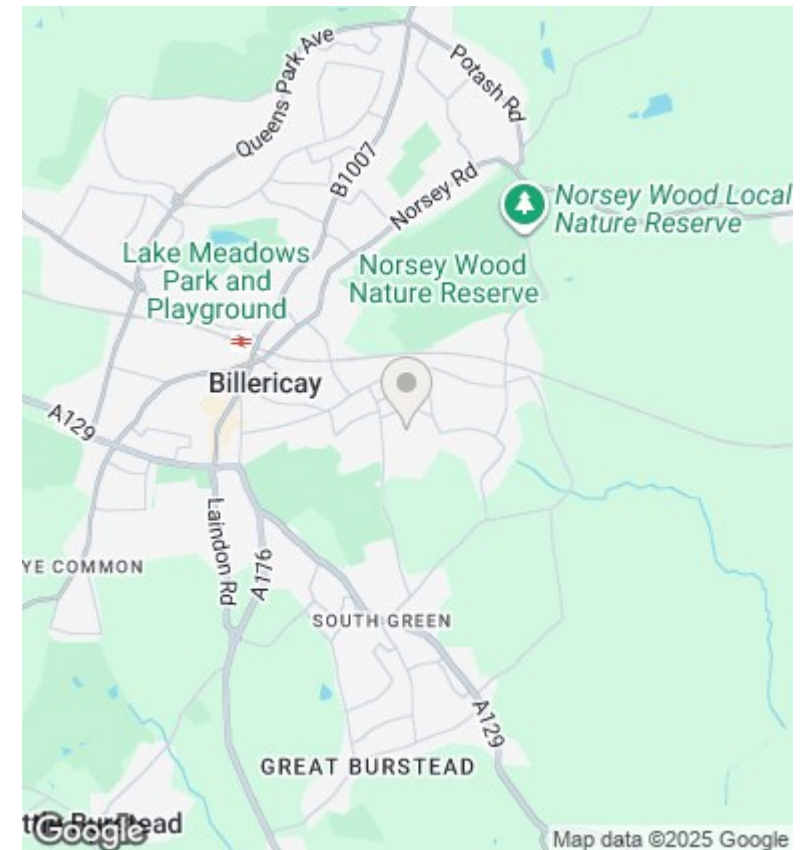 Queens Park Ave
Potash Rd
B1007
Norsey Rd
Norsey Wood Local
Nature Reserve
Lake Meadows
Park and
Playground
Norsey Wood
Nature Reserve
Billericay
A129
Laindon Rd
A176
YE COMMON
SOUTH GREEN
A129
GREAT BURSTEAD
Google
Map data ©2025 Google